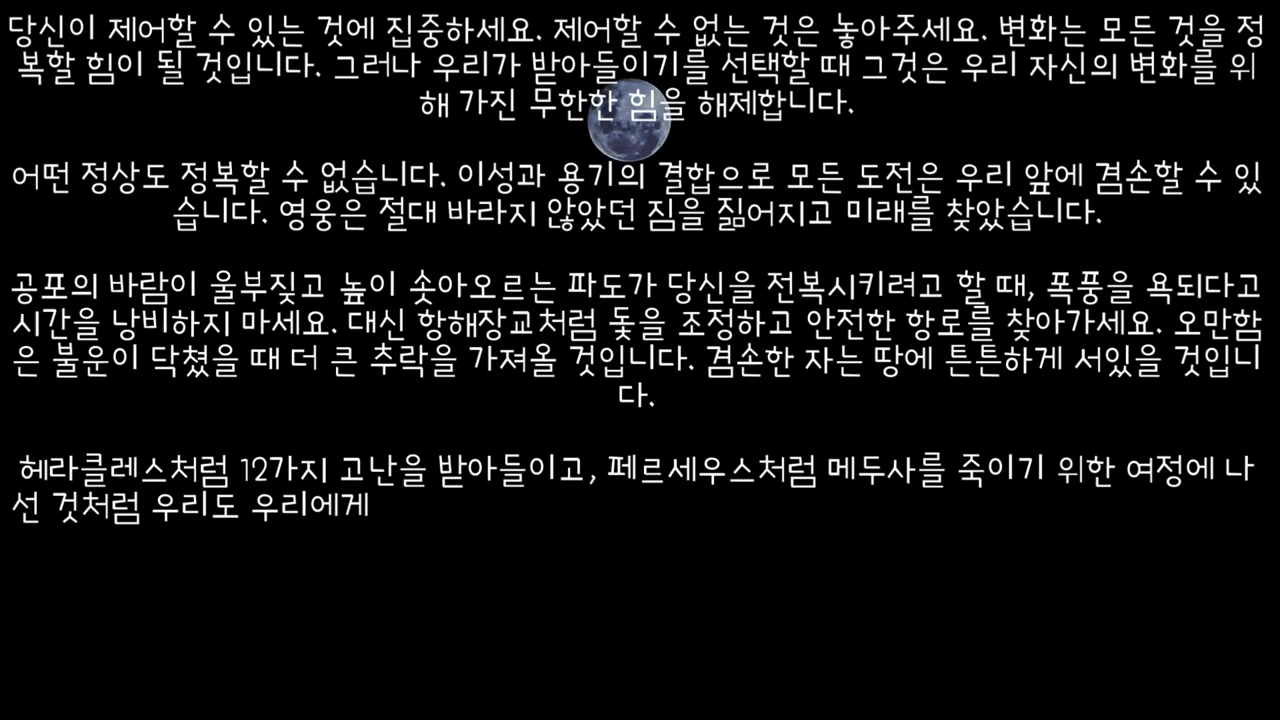 당신이 제어할 수 있는 것에 집중하세요. 제어할 수 없는 것은 놓아주세요. 변화는 모든 것을 정
복할 힘이 될 것입니다. 그러나 우리가 받아들이기를 선택할 때 그것은 우리 자신의 변화를 위
해 가진 무한한 힘을 해제합니다.
어떤 정상도 정복할 수 없습니다. 이성과 용기의 결합으로 모든 도전은 우리 앞에 겸손할 수 있
습니다. 영웅은 절대 바라지 않았던 짐을 짊어지고 미래를 찾았습니다.
공포의 바람이 울부짖고 높이 솟아오르는 파도가 당신을 전복시키려고 할 때, 폭풍을 욕되다고
시간을 낭비하지 마세요. 대신 항해장교처럼 돛을 조정하고 안전한 항로를 찾아가세요. 오만함
은 불운이 닥쳤을 때 더 큰 추락을 가져올 것입니다. 겸손한 자는 땅에 튼튼하게 서있을 것입니
다.
헤라클레스처럼 12가지 고난을 받아들이고, 페르세우스처럼 메두사를 죽이기 위한 여정에 나
선 것처럼 우리도 우리에게